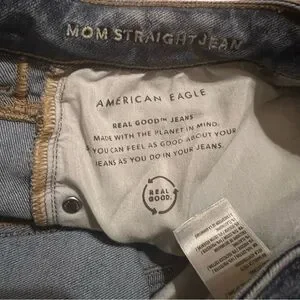 MOM STRAIGHT JEAN
AMERICAN EAGLE
REAL GOOD™ JEANS
MADE WITH THE PLANET IN MIND,
SO YOU CAN FEEL AS GOOD ABOUT YOUR
JEANS AS YOU DO IN YOUR JEANS.
REAL
GOOD.